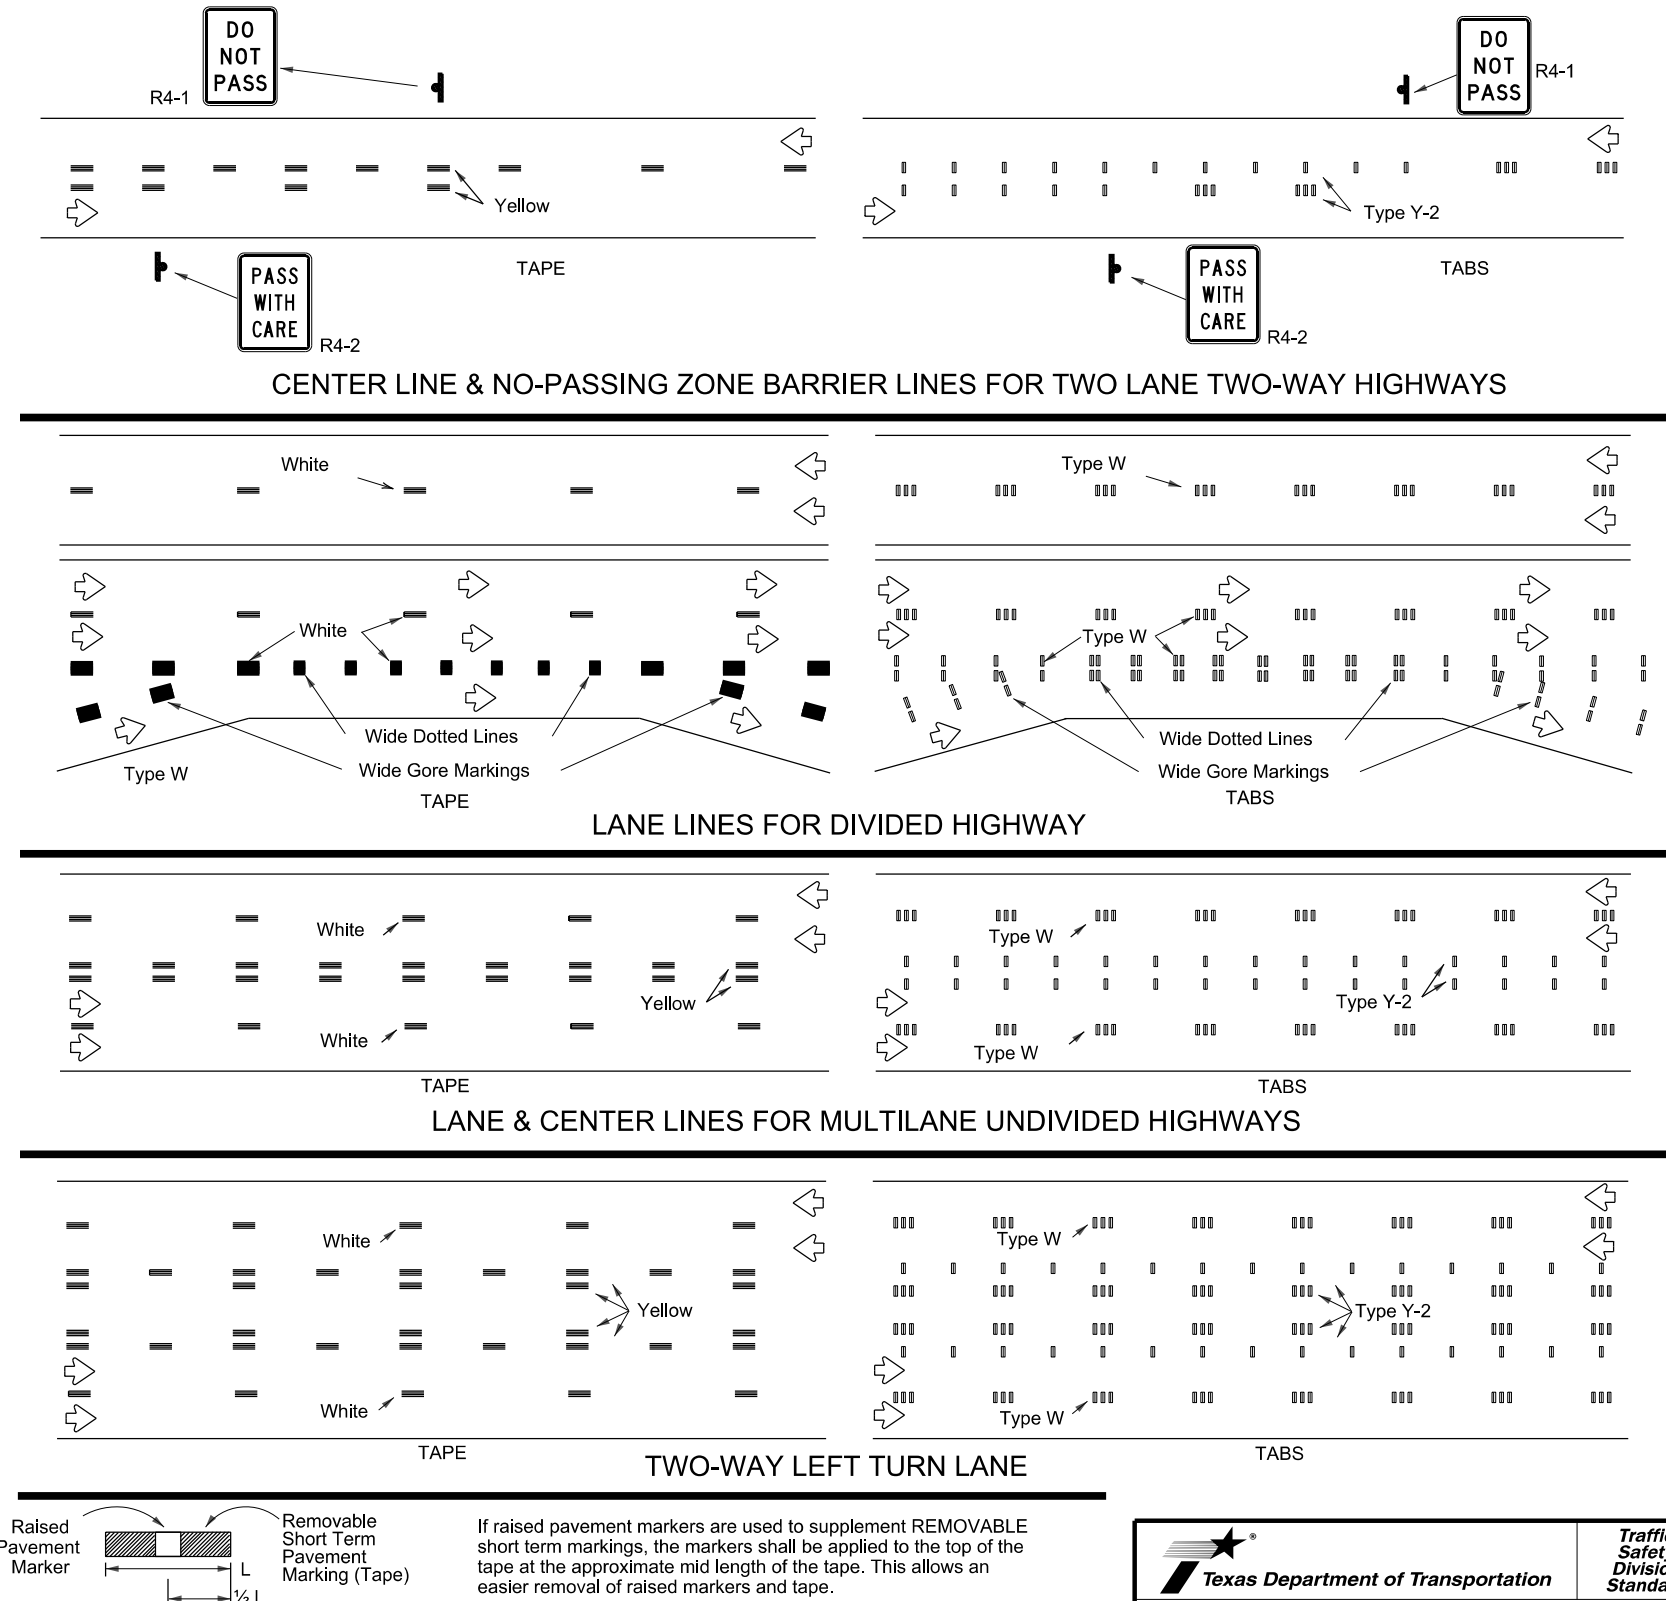 DO
NOT
PASS
R4-1
DO
NOT
PASS
R4-1
Yellow
Type Y-2
PASS
WITH
CARE
R4-2
TAPE
PASS
WITH
CARE
R4-2
TABS
CENTER LINE & NO-PASSING ZONE BARRIER LINES FOR TWO LANE TWO-WAY HIGHWAYS
White
Type W
White
Type W
Wide Dotted Lines
Wide Gore Markings
Type W
TAPE
Wide Dotted Lines
Wide Gore Markings
TABS
LANE LINES FOR DIVIDED HIGHWAY
White
Type W
Yellow
Type Y-2
White
Type W
TAPE
TABS
LANE & CENTER LINES FOR MULTILANE UNDIVIDED HIGHWAYS
White
Type W
Yellow
Type Y-2
White
Type W
TAPE
TABS
TWO-WAY LEFT TURN LANE
Raised
Pavement
Marker
Removable
Short Term
Pavement
Marking (Tape)
L
½ L
If raised pavement markers are used to supplement REMOVABLE
short term markings, the markers shall be applied to the top of the
tape at the approximate mid length of the tape. This allows an
easier removal of raised markers and tape.
®
Texas Department of Transportation
Traffic
Safety
Division
Standard